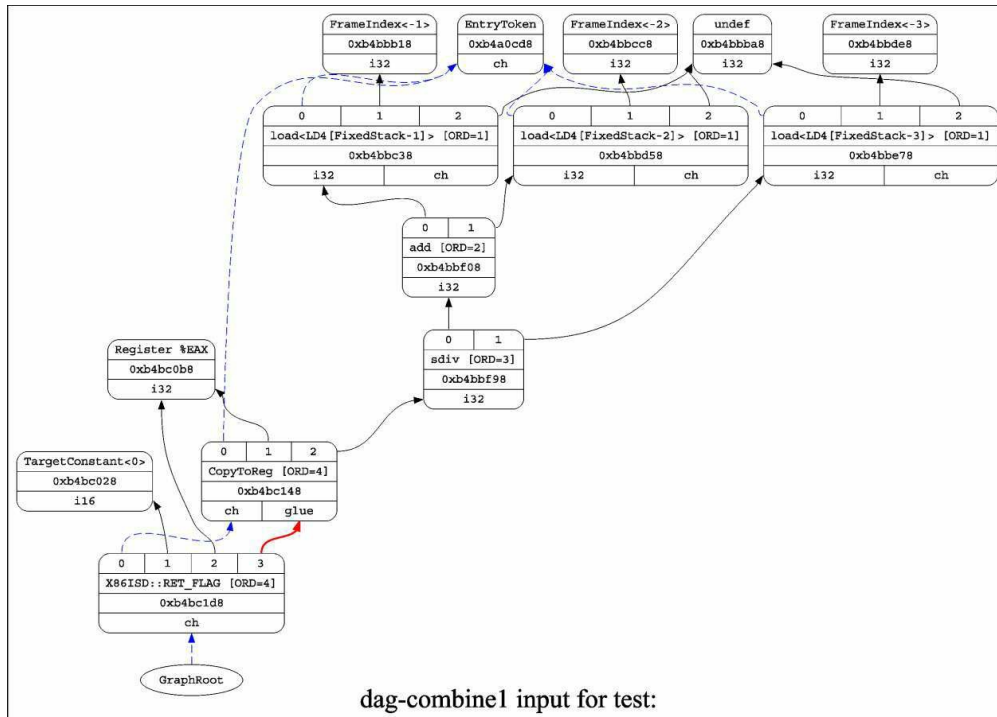 FrameIndex<-1>
0xb4bbb18
i32
EntryToken
0xb4a0cd8
ch
FrameIndex<-2>
0xb4bbcc8
i32
undef
0xb4bbba8
i32
FrameIndex<-3>
0xb4bbde8
i32
0 1 2
load<LD4[FixedStack-1]> [ORD=1]
0xb4bbc38
i32 ch
0 1 2
load<LD4[FixedStack-2]> [ORD=1]
0xb4bbd58
i32 ch
0 1 2
load<LD4[FixedStack-3]> [ORD=1]
0xb4bbe78
i32 ch
0 1
add [ORD=2]
0xb4bbf08
i32
0 1
sdiv [ORD=3]
0xb4bbf98
i32
Register %EAX
0xb4bc0b8
i32
0 1 2
CopyToReg [ORD=4]
0xb4bc148
ch glue
TargetConstant<0>
0xb4bc028
i16
0 1 2 3
X86ISD::RET_FLAG [ORD=4]
0xb4bc1d8
ch
GraphRoot
dag-combine1 input for test: